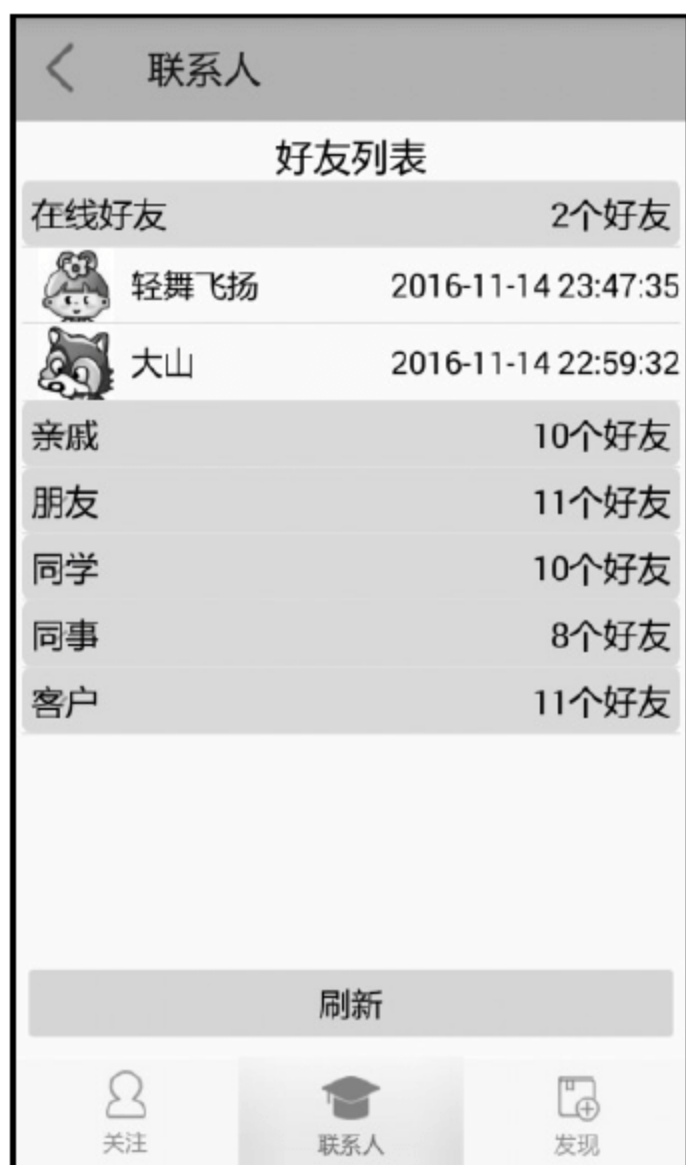 联系人
好友列表
在线好友 2个好友
轻舞飞扬 2016-11-14 23:47:35
大山 2016-11-14 22:59:32
亲戚 10个好友
朋友 11个好友
同学 10个好友
同事 8个好友
客户 11个好友
刷新
关注 联系人 发现